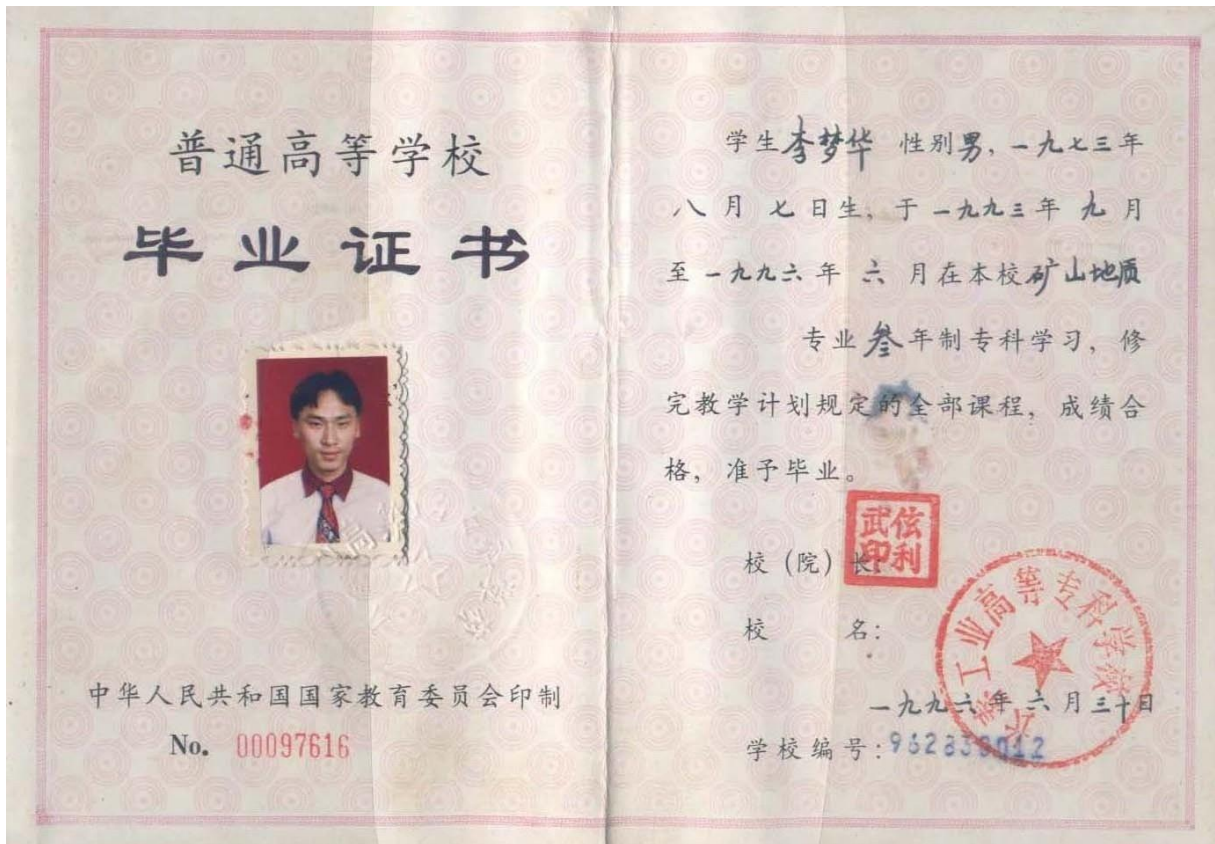 普通高等学校
毕业证书
中华人民共和国国家教育委员会印制
No. 00097616
学生李梦华 性别男，一九七三年
八月七日生，于一九九三年九月
至一九九六年六月在本校矿山地质
专业叁年制专科学习，修
完教学计划规定的全部课程，成绩合
格，准予毕业。
校（院）长：
武伭印利
校名：
工业高等专科学校
一九九六年六月三十日
学校编号：